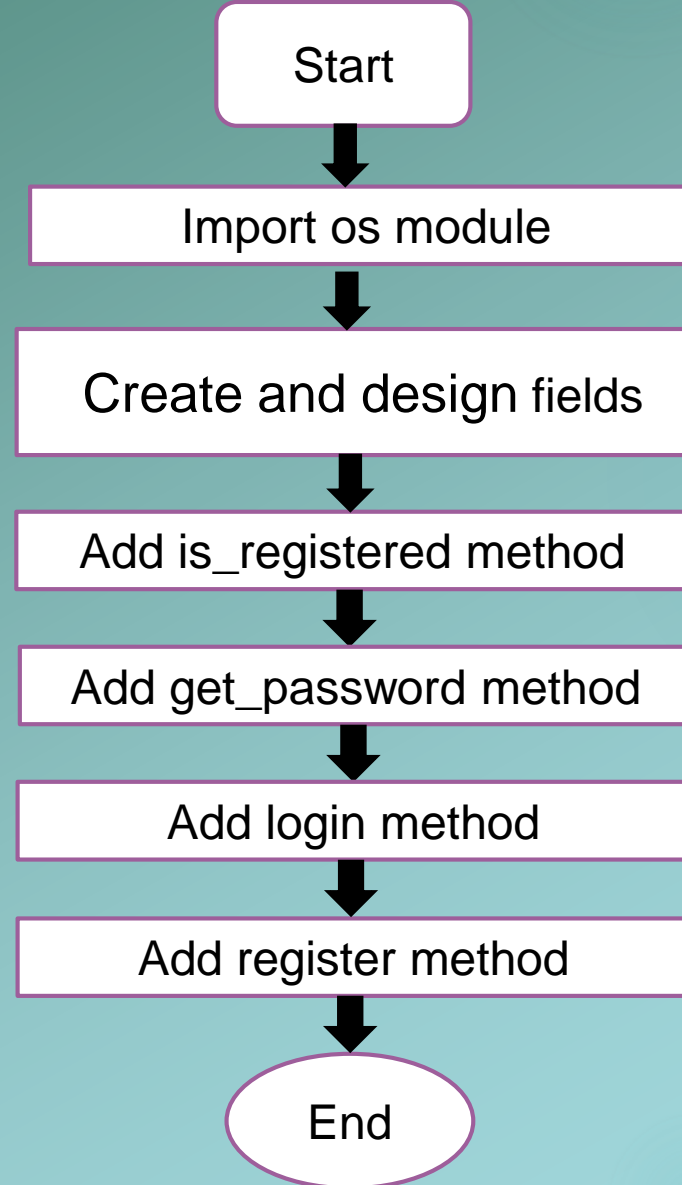 Start
Import os module
Create and design fields
Add is_registered method
Add get_password method
Add login method
Add register method
End